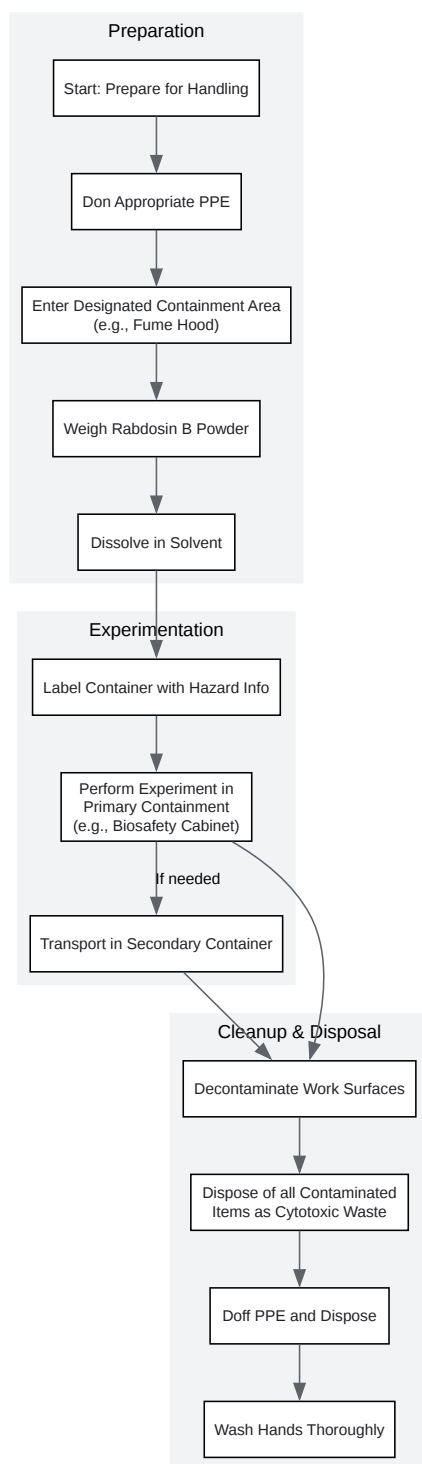 Preparation
Start: Prepare for Handling
Don Appropriate PPE
Enter Designated Containment Area
(e.g., Fume Hood)
Weigh Rabdosin B Powder
Dissolve in Solvent
Experimentation
Label Container with Hazard Info
Perform Experiment in
Primary Containment
(e.g., Biosafety Cabinet)
If needed
Transport in Secondary Container
Cleanup & Disposal
Decontaminate Work Surfaces
Dispose of all Contaminated
Items as Cytotoxic Waste
Doff PPE and Dispose
Wash Hands Thoroughly